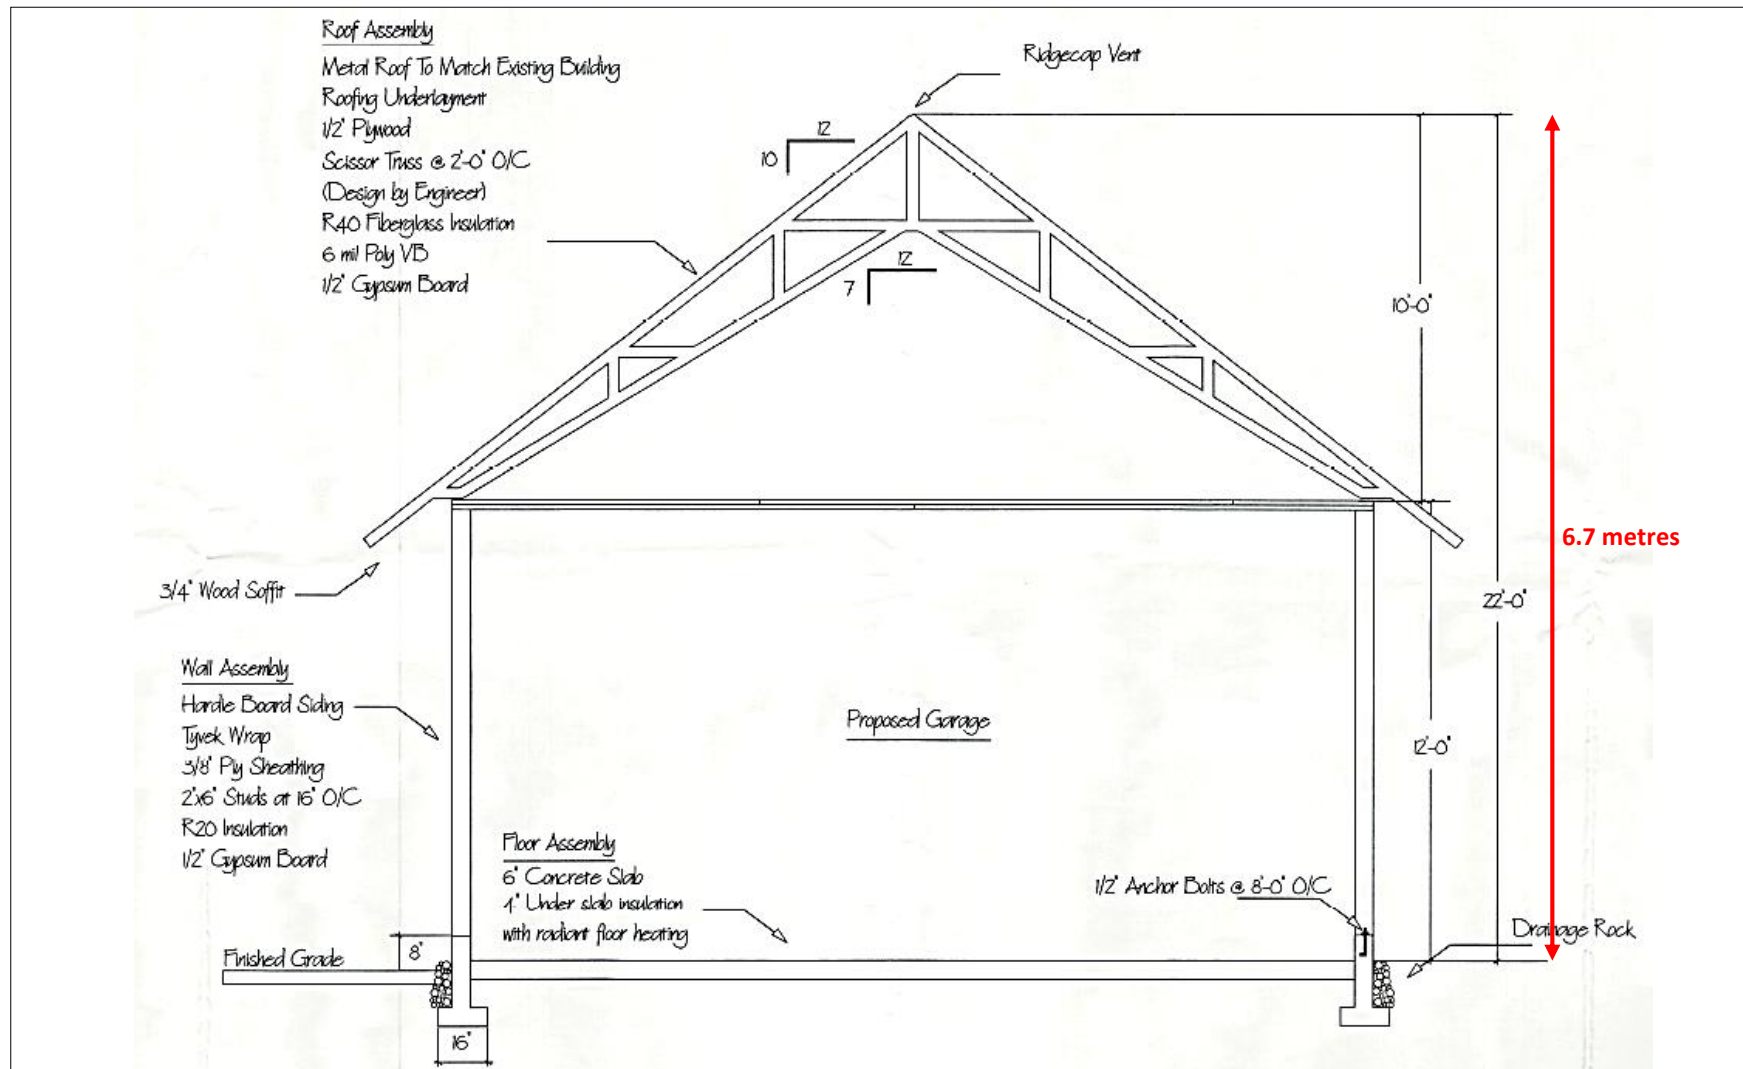 Roof Assembly
Metal Roof To Match Existing Building
Roofing Underlayment
1/2" Plywood
Scissor Truss @ 2'-0" O/C
(Design by Engineer)
R40 Fiberglass Insulation
6 mil Poly VB
1/2" Gypsum Board
Ridgecap Vent
12
10
12
7
10'-0"
6.7 metres
22'-0"
3/4" Wood Soffit
Wall Assembly
Hardie Board Siding
Tyvek Wrap
3/8" Ply Sheathing
2"x6" Studs at 16" O/C
R20 Insulation
1/2" Gypsum Board
Proposed Garage
12'-0"
Floor Assembly
6" Concrete Slab
4" Under slab insulation
with radiant floor heating
1/2" Anchor Bolts @ 8'-0" O/C
Drainage Rock
Finished Grade
8"
16"